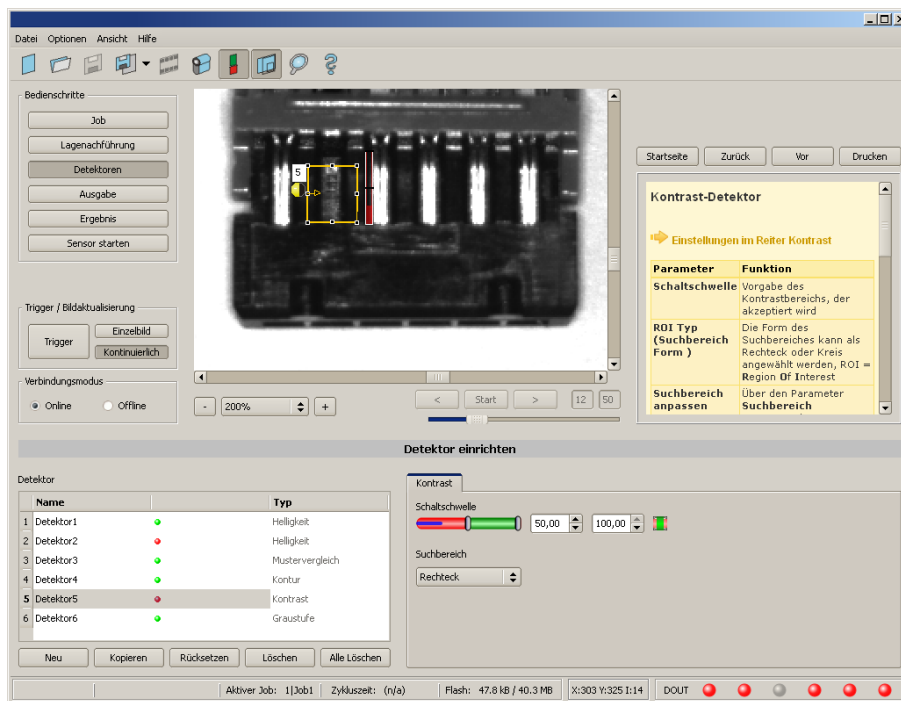 Datei Optionen Ansicht Hilfe
Bedienschritte
Job
Lagenachführung
Detektoren
Ausgabe
Ergebnis
Sensor starten
Trigger / Bildaktualisierung
Trigger
Einzelbild
Kontinuierlich
Verbindungsmodus
Online
Offline
5
- 200% +
< Start > 12 50
Startseite Zurück Vor Drucken
Kontrast-Detektor
Einstellungen im Reiter Kontrast
Parameter Funktion
Schaltschwelle Vorgabe des
Kontrastbereichs, der
akzeptiert wird
ROI Typ Die Form des
(Suchbereich Suchbereiches kann als
Form ) Rechteck oder Kreis
angewählt werden, ROI =
Region Of Interest
Suchbereich Über den Parameter
anpassen Suchbereich
Detektor einrichten
Detektor
Name Typ
1 Detektor1 Helligkeit
2 Detektor2 Helligkeit
3 Detektor3 Mustervergleich
4 Detektor4 Kontur
5 Detektor5 Kontrast
6 Detektor6 Graustufe
Neu Kopieren Rücksetzen Löschen Alle Löschen
Kontrast
Schaltschwelle
50,00 100,00
Suchbereich
Rechteck
Aktiver Job: 1|Job1 Zykluszeit: (n/a) Flash: 47.8 kB / 40.3 MB X:303 Y:325 I:14 DOUT